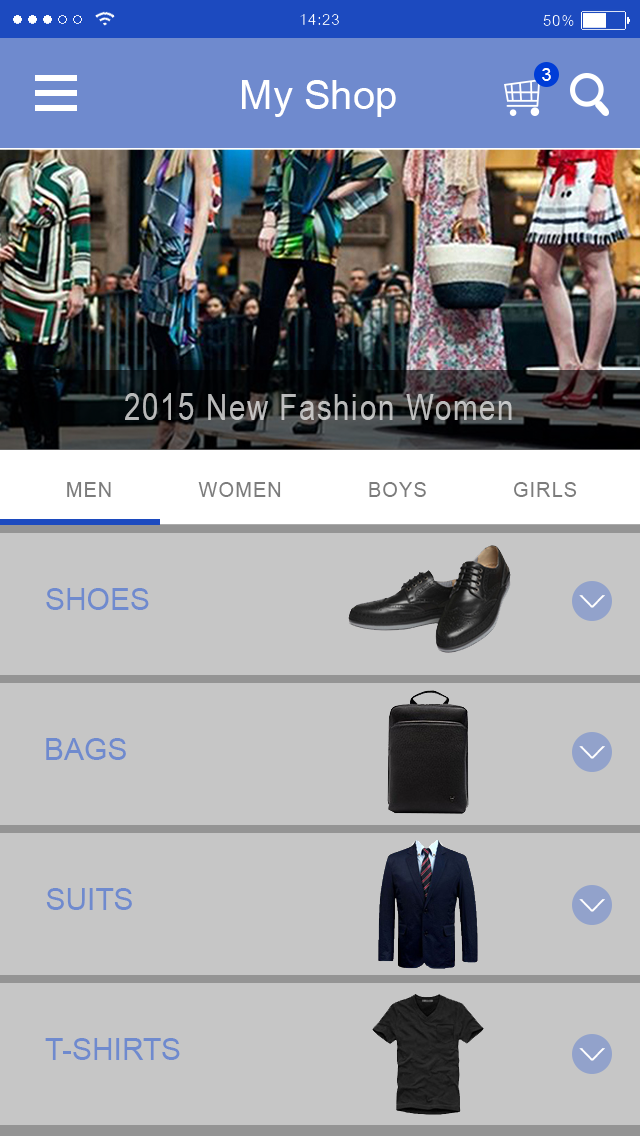 14:23
50%
My Shop
3
2015 New Fashion Women
MEN WOMEN BOYS GIRLS
SHOES
BAGS
SUITS
T-SHIRTS